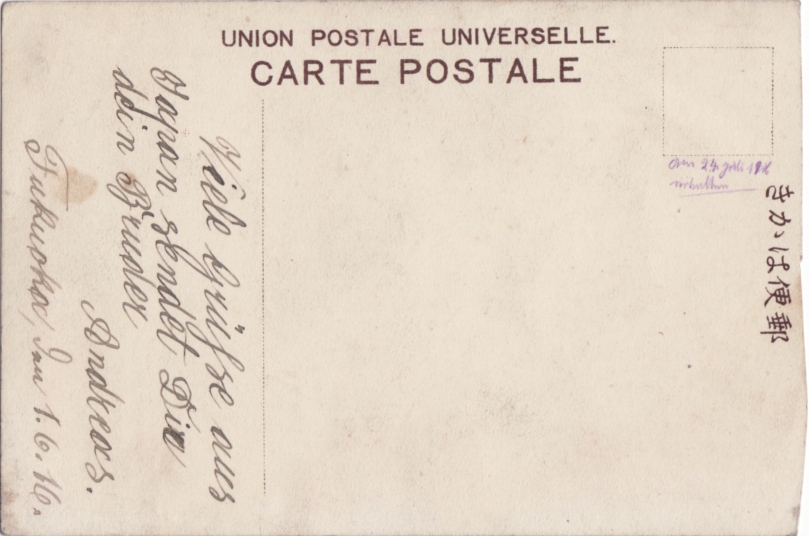 UNION POSTALE UNIVERSELLE.
CARTE POSTALE
きかは便郵
Viele Grüsse aus
Japan sendet Dir
dein Bruder
Andreas.
Fukuoka, den 1.6.16.